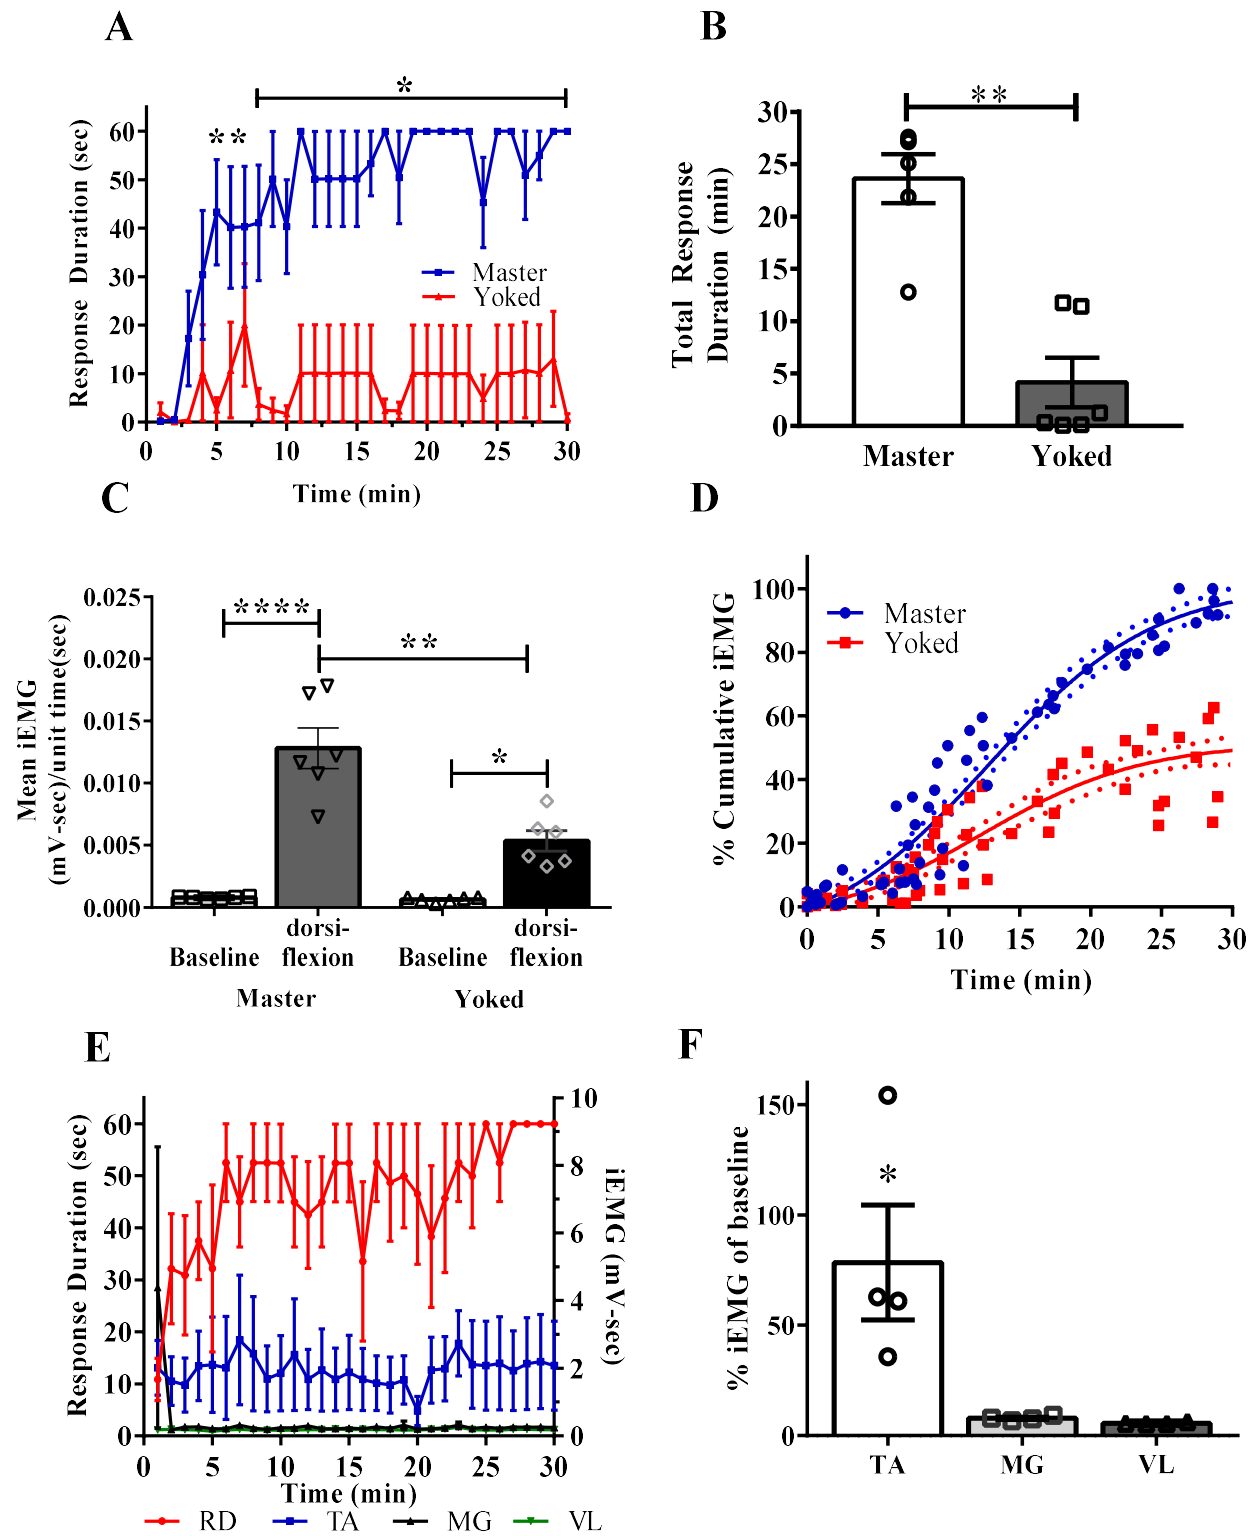 A
*
**
Response Duration (sec)
60
50
40
30
20
10
0
Master
Yoked
0 5 10 15 20 25 30
Time (min)
B
**
Total Response
Duration (min)
30
25
20
15
10
5
0
Master Yoked
C
Mean iEMG
(mV-sec)/unit time(sec)
0.025
0.020
0.015
0.010
0.005
0.000
****
**
*
Baseline dorsi-
flexion Baseline dorsi-
flexion
Master Yoked
D
% Cumulative iEMG
100
80
60
40
20
0
Master
Yoked
0 5 10 15 20 25 30
Time (min)
E
Response Duration (sec)
60
50
40
30
20
10
0
10
8
6
4
2
0
iEMG (mV-sec)
0 5 10 15 20 25 30
Time (min)
RD TA MG VL
F
% iEMG of baseline
150
100
50
0
*
TA MG VL